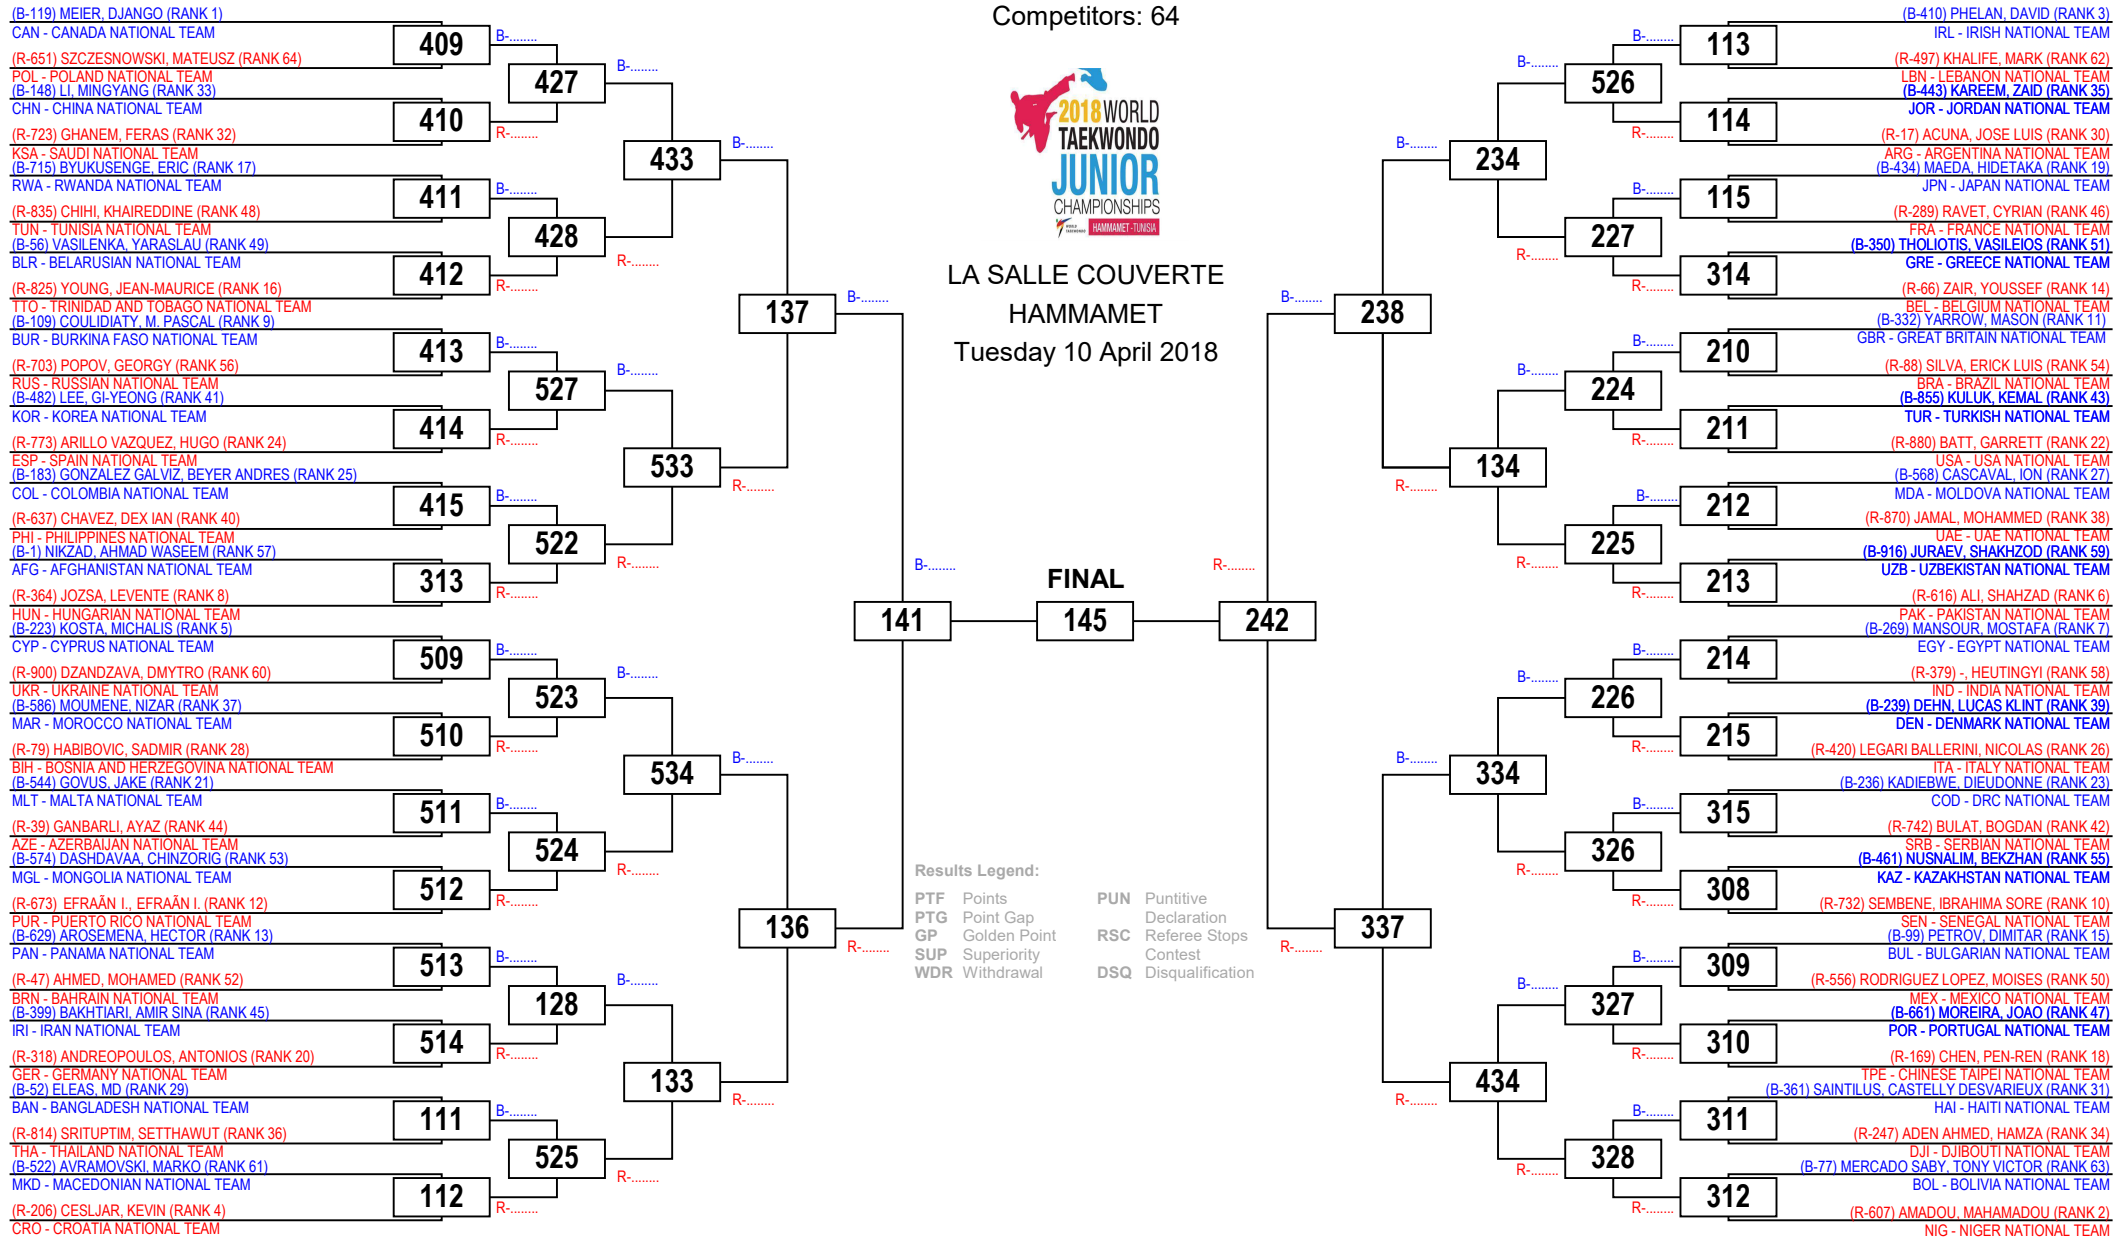 Competitors: 64
2018 WORLD
TAEKWONDO
JUNIOR
CHAMPIONSHIPS
HAMMAMET - TUNISIA
LA SALLE COUVERTE
HAMMAMET
Tuesday 10 April 2018
(B-119) MEIER, DJANGO (RANK 1)
CAN - CANADA NATIONAL TEAM
409
(R-651) SZCZESNOWSKI, MATEUSZ (RANK 64)
POL - POLAND NATIONAL TEAM
(B-148) LI, MINGYANG (RANK 33)
CHN - CHINA NATIONAL TEAM
410
(R-723) GHANEM, FERAS (RANK 32)
KSA - SAUDI NATIONAL TEAM
(B-715) BYUKUSENGE, ERIC (RANK 17)
RWA - RWANDA NATIONAL TEAM
411
(R-835) CHIHI, KHAIREDDINE (RANK 48)
TUN - TUNISIA NATIONAL TEAM
(B-56) VASILENKA, YARASLAU (RANK 49)
BLR - BELARUSIAN NATIONAL TEAM
412
(R-825) YOUNG, JEAN-MAURICE (RANK 16)
TTO - TRINIDAD AND TOBAGO NATIONAL TEAM
(B-109) COULIDIATY, M. PASCAL (RANK 9)
BUR - BURKINA FASO NATIONAL TEAM
413
(R-703) POPOV, GEORGY (RANK 56)
RUS - RUSSIAN NATIONAL TEAM
(B-482) LEE, GI-YEONG (RANK 41)
KOR - KOREA NATIONAL TEAM
414
(R-773) ARILLO VAZQUEZ, HUGO (RANK 24)
ESP - SPAIN NATIONAL TEAM
(B-183) GONZALEZ GALVIZ, BEYER ANDRES (RANK 25)
COL - COLOMBIA NATIONAL TEAM
415
(R-637) CHAVEZ, DEX IAN (RANK 40)
PHI - PHILIPPINES NATIONAL TEAM
(B-1) NIKZAD, AHMAD WASEEM (RANK 57)
AFG - AFGHANISTAN NATIONAL TEAM
313
(R-364) JOZSA, LEVENTE (RANK 8)
HUN - HUNGARIAN NATIONAL TEAM
(B-223) KOSTA, MICHALIS (RANK 5)
CYP - CYPRUS NATIONAL TEAM
509
(R-900) DZANDZAVA, DMYTRO (RANK 60)
UKR - UKRAINE NATIONAL TEAM
(B-586) MOUMENE, NIZAR (RANK 37)
MAR - MOROCCO NATIONAL TEAM
510
(R-79) HABIBOVIC, SADMIR (RANK 28)
BIH - BOSNIA AND HERZEGOVINA NATIONAL TEAM
(B-544) GOVUS, JAKE (RANK 21)
MLT - MALTA NATIONAL TEAM
511
(R-39) GANBARLI, AYAZ (RANK 44)
AZE - AZERBAIJAN NATIONAL TEAM
(B-574) DASHDAVAA, CHINZORIG (RANK 53)
MGL - MONGOLIA NATIONAL TEAM
512
(R-673) EFRAÃN I., EFRAÃN I. (RANK 12)
PUR - PUERTO RICO NATIONAL TEAM
(B-629) AROSEMENA, HECTOR (RANK 13)
PAN - PANAMA NATIONAL TEAM
513
(R-47) AHMED, MOHAMED (RANK 52)
BRN - BAHRAIN NATIONAL TEAM
(B-399) BAKHTIARI, AMIR SINA (RANK 45)
IRI - IRAN NATIONAL TEAM
514
(R-318) ANDREOPOULOS, ANTONIOS (RANK 20)
GER - GERMANY NATIONAL TEAM
(B-52) ELEAS, MD (RANK 29)
BAN - BANGLADESH NATIONAL TEAM
111
(R-814) SRITUPTIM, SETTHAWUT (RANK 36)
THA - THAILAND NATIONAL TEAM
(B-522) AVRAMOVSKI, MARKO (RANK 61)
MKD - MACEDONIAN NATIONAL TEAM
112
(R-206) CESLJAR, KEVIN (RANK 4)
CRO - CROATIA NATIONAL TEAM
B-........
427
R-........
B-........
428
R-........
B-........
527
R-........
B-........
522
R-........
B-........
523
R-........
B-........
524
R-........
B-........
128
R-........
B-........
525
R-........
B-........
433
R-........
B-........
533
R-........
B-........
534
R-........
B-........
133
R-........
B-........
137
R-........
B-........
136
R-........
B-........
141
R-........
B-........
FINAL
145
R-........
B-........
242
R-........
B-........
238
R-........
B-........
337
R-........
B-........
234
R-........
B-........
134
R-........
B-........
334
R-........
B-........
434
R-........
B-........
526
R-........
B-........
227
R-........
B-........
224
R-........
B-........
225
R-........
B-........
226
R-........
B-........
326
R-........
B-........
327
R-........
B-........
328
R-........
(B-410) PHELAN, DAVID (RANK 3)
IRL - IRISH NATIONAL TEAM
113
(R-497) KHALIFE, MARK (RANK 62)
LBN - LEBANON NATIONAL TEAM
(B-443) KAREEM, ZAID (RANK 35)
JOR - JORDAN NATIONAL TEAM
114
(R-17) ACUNA, JOSE LUIS (RANK 30)
ARG - ARGENTINA NATIONAL TEAM
(B-434) MAEDA, HIDETAKA (RANK 19)
JPN - JAPAN NATIONAL TEAM
115
(R-289) RAVET, CYRIAN (RANK 46)
FRA - FRANCE NATIONAL TEAM
(B-350) THOLIOTIS, VASILEIOS (RANK 51)
GRE - GREECE NATIONAL TEAM
314
(R-66) ZAIR, YOUSSEF (RANK 14)
BEL - BELGIUM NATIONAL TEAM
(B-332) YARROW, MASON (RANK 11)
GBR - GREAT BRITAIN NATIONAL TEAM
210
(R-88) SILVA, ERICK LUIS (RANK 54)
BRA - BRAZIL NATIONAL TEAM
(B-855) KULUK, KEMAL (RANK 43)
TUR - TURKISH NATIONAL TEAM
211
(R-880) BATT, GARRETT (RANK 22)
USA - USA NATIONAL TEAM
(B-568) CASCAVAL, ION (RANK 27)
MDA - MOLDOVA NATIONAL TEAM
212
(R-870) JAMAL, MOHAMMED (RANK 38)
UAE - UAE NATIONAL TEAM
(B-916) JURAEV, SHAKHZOD (RANK 59)
UZB - UZBEKISTAN NATIONAL TEAM
213
(R-616) ALI, SHAHZAD (RANK 6)
PAK - PAKISTAN NATIONAL TEAM
(B-269) MANSOUR, MOSTAFA (RANK 7)
EGY - EGYPT NATIONAL TEAM
214
(R-379) -, HEUTINGYI (RANK 58)
IND - INDIA NATIONAL TEAM
(B-239) DEHN, LUCAS KLINT (RANK 39)
DEN - DENMARK NATIONAL TEAM
215
(R-420) LEGARI BALLERINI, NICOLAS (RANK 26)
ITA - ITALY NATIONAL TEAM
(B-236) KADIEBWE, DIEUDONNE (RANK 23)
COD - DRC NATIONAL TEAM
315
(R-742) BULAT, BOGDAN (RANK 42)
SRB - SERBIAN NATIONAL TEAM
(B-461) NUSNALIM, BEKZHAN (RANK 55)
KAZ - KAZAKHSTAN NATIONAL TEAM
308
(R-732) SEMBENE, IBRAHIMA SORE (RANK 10)
SEN - SENEGAL NATIONAL TEAM
(B-99) PETROV, DIMITAR (RANK 15)
BUL - BULGARIAN NATIONAL TEAM
309
(R-556) RODRIGUEZ LOPEZ, MOISES (RANK 50)
MEX - MEXICO NATIONAL TEAM
(B-661) MOREIRA, JOAO (RANK 47)
POR - PORTUGAL NATIONAL TEAM
310
(R-169) CHEN, PEN-REN (RANK 18)
TPE - CHINESE TAIPEI NATIONAL TEAM
(B-361) SAINTILUS, CASTELLY DESVARIEUX (RANK 31)
HAI - HAITI NATIONAL TEAM
311
(R-247) ADEN AHMED, HAMZA (RANK 34)
DJI - DJIBOUTI NATIONAL TEAM
(B-77) MERCADO SABY, TONY VICTOR (RANK 63)
BOL - BOLIVIA NATIONAL TEAM
312
(R-607) AMADOU, MAHAMADOU (RANK 2)
NIG - NIGER NATIONAL TEAM
Results Legend:
PTF Points
PTG Point Gap
GP Golden Point
SUP Superiority
WDR Withdrawal
PUN Puntitive
Declaration
RSC Referee Stops
Contest
DSQ Disqualification